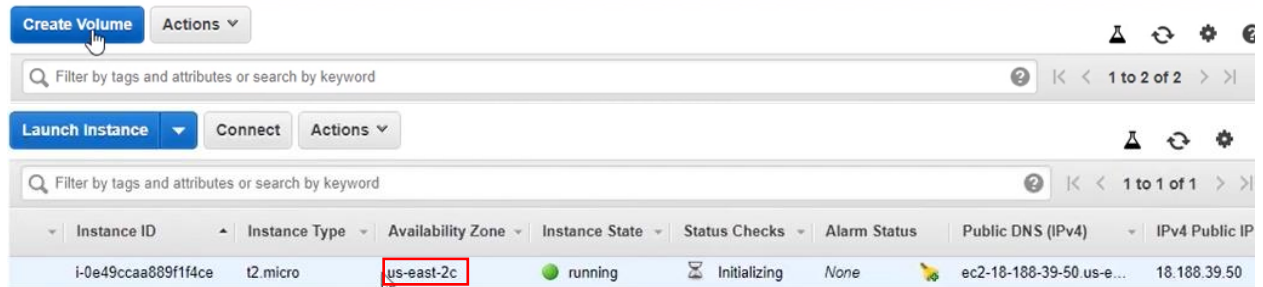 Create Volume Actions
Filter by tags and attributes or search by keyword 1 to 2 of 2
Launch Instance Connect Actions
Filter by tags and attributes or search by keyword 1 to 1 of 1
Instance ID Instance Type Availability Zone Instance State Status Checks Alarm Status Public DNS (IPv4) IPv4 Public IP
i-0e49ccaa889f1f4ce t2.micro us-east-2c running Initializing None ec2-18-188-39-50.us-e... 18.188.39.50